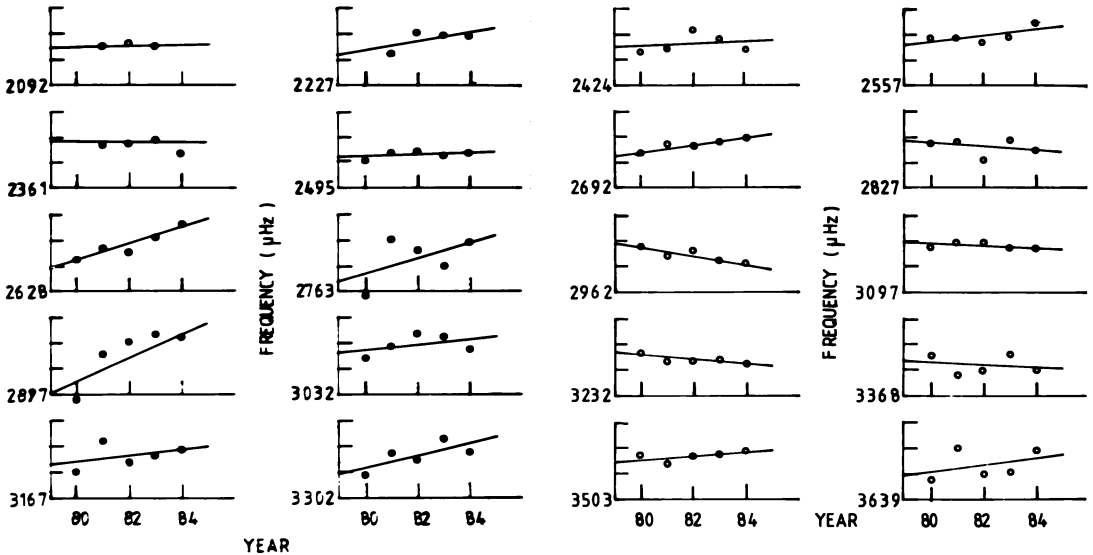 2092 2227 2424 2557
2361 2495 2692 2827
2628 2763 2962 3097
FREQUENCY (μHz) FREQUENCY (μHz)
2897 3032 3232 3368
3167 3302 3503 3639
80 82 84 80 82 84 80 82 84 YEAR 80 82 84
YEAR